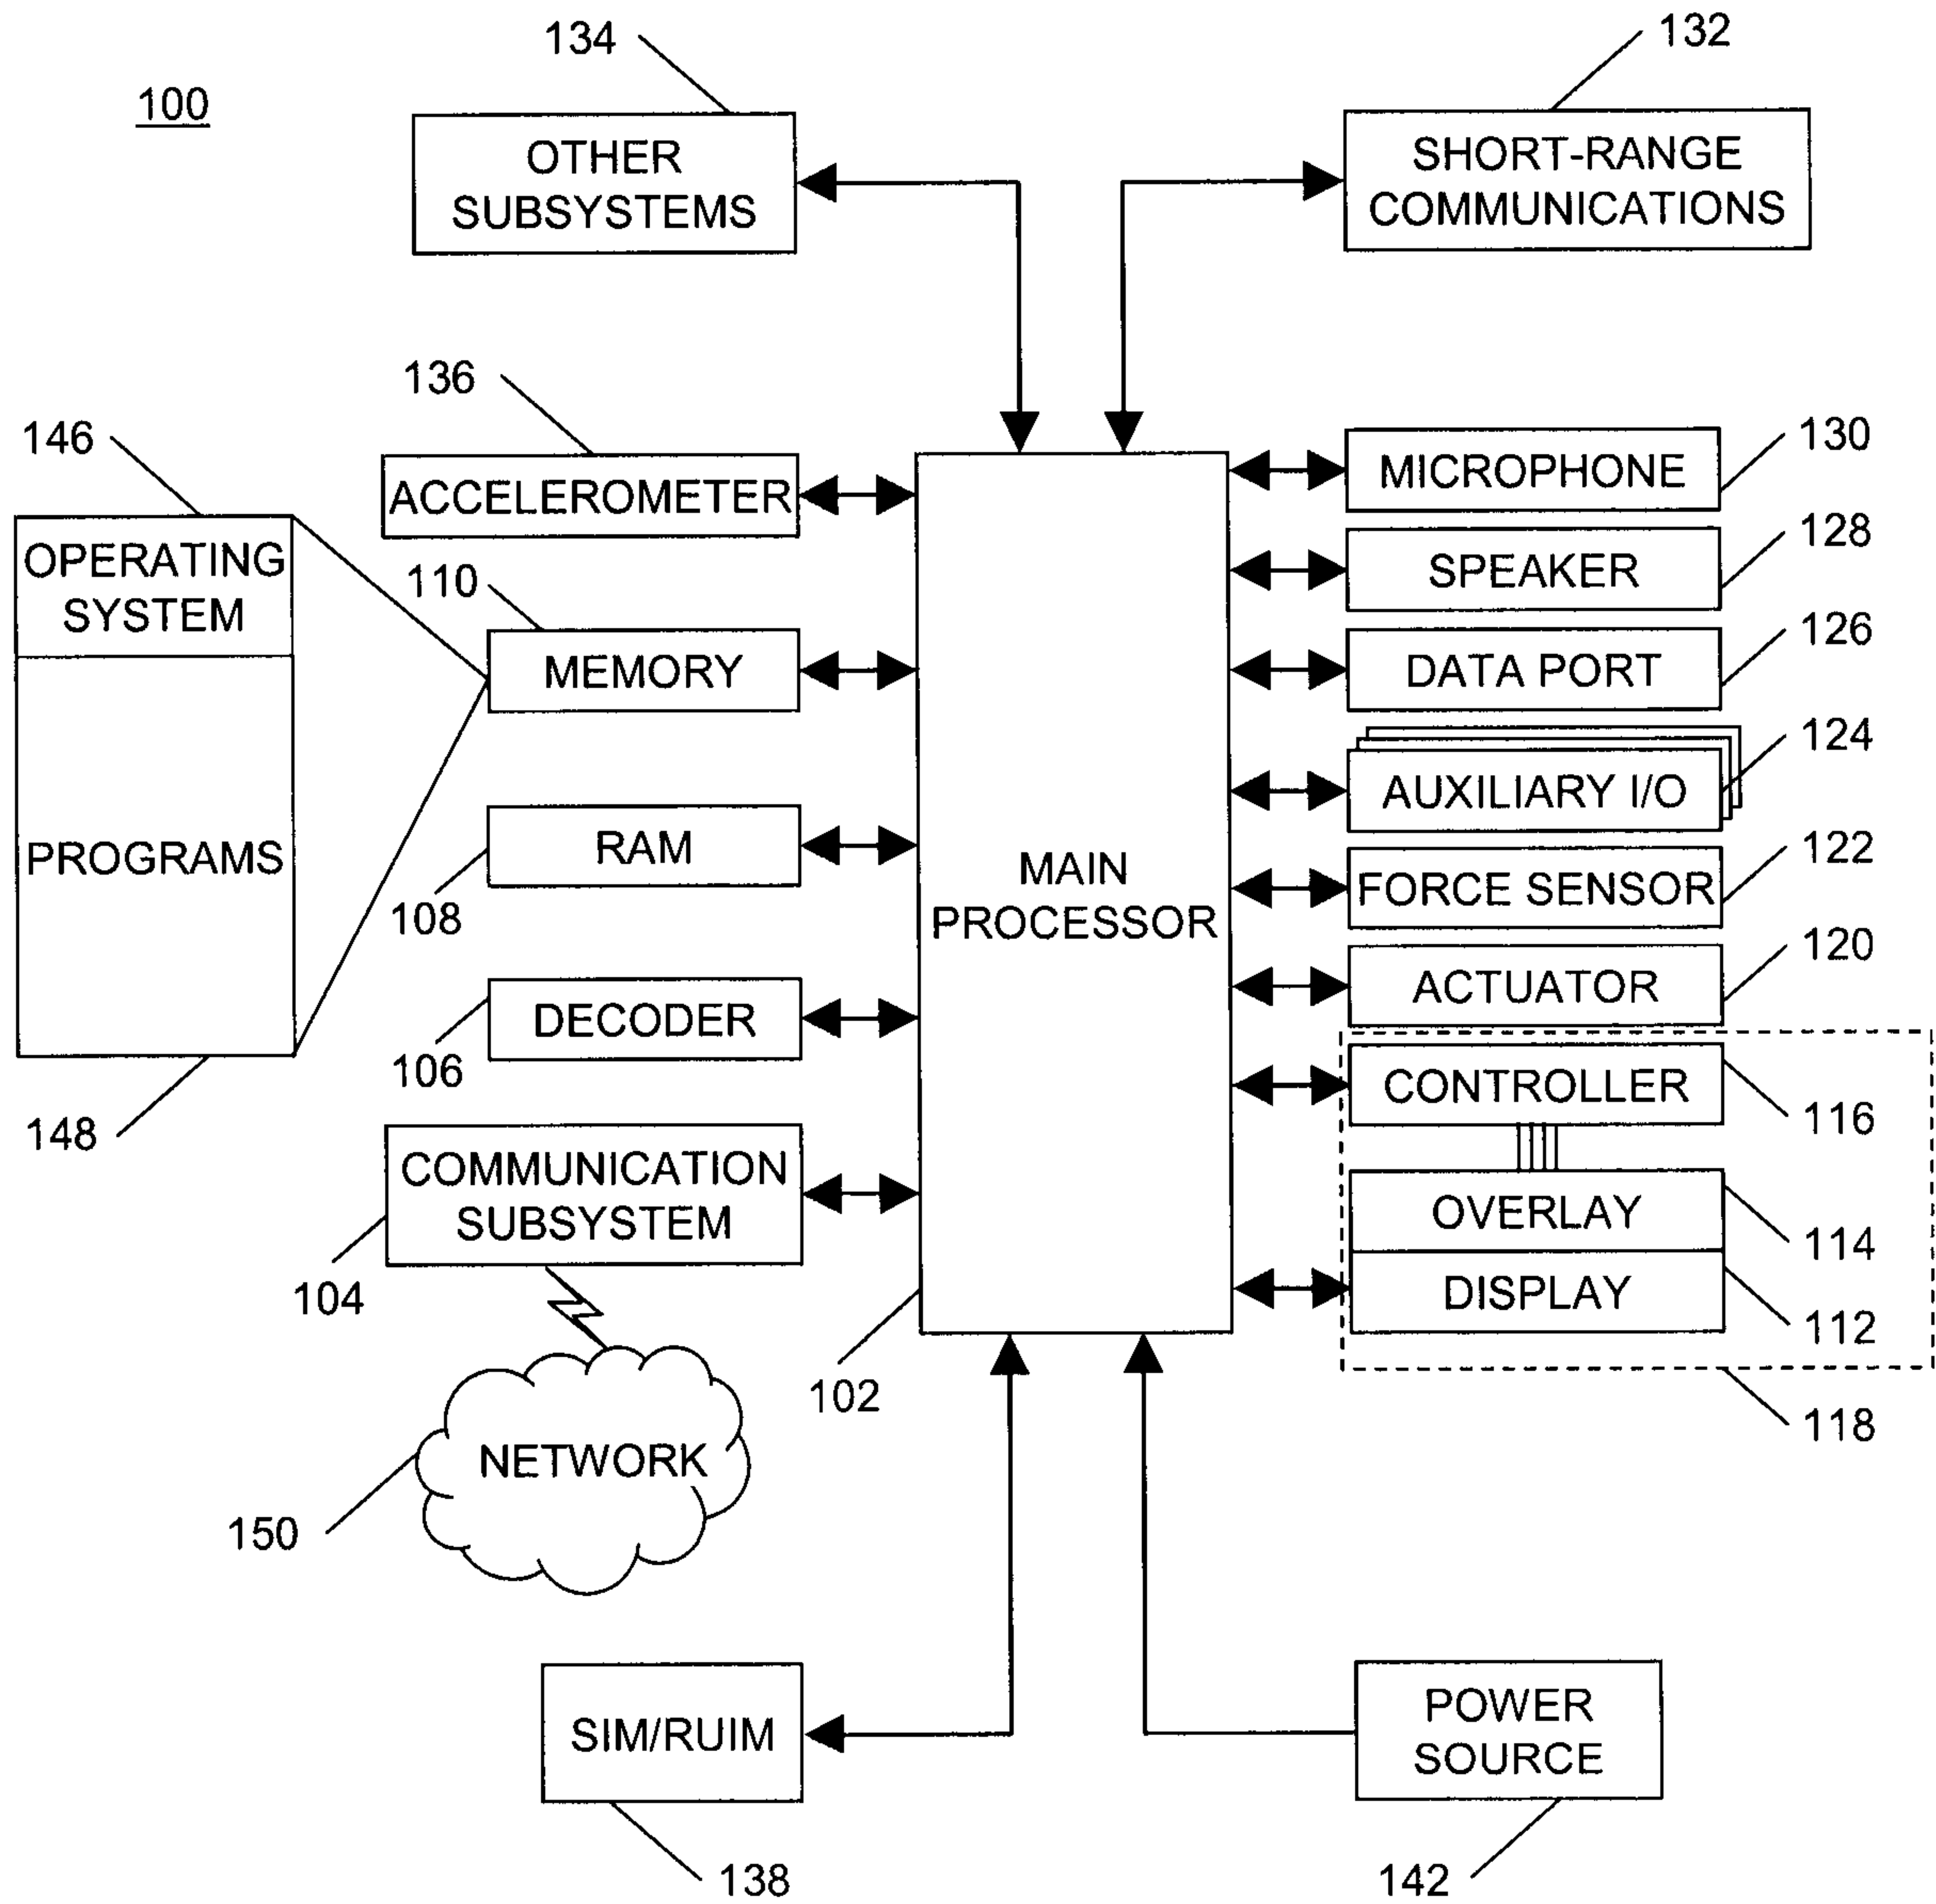 134
132
100
OTHER
SUBSYSTEMS
SHORT-RANGE
COMMUNICATIONS
136
146
130
ACCELEROMETER
MICROPHONE
OPERATING
SYSTEM
128
SPEAKER
110
126
MEMORY
DATA PORT
124
AUXILIARY I/O
PROGRAMS
RAM
108
MAIN
PROCESSOR
122
FORCE SENSOR
120
ACTUATOR
DECODER
106
CONTROLLER
116
148
COMMUNICATION
SUBSYSTEM
104
OVERLAY
114
DISPLAY
112
102
118
NETWORK
150
SIM/RUIM
POWER
SOURCE
138
142